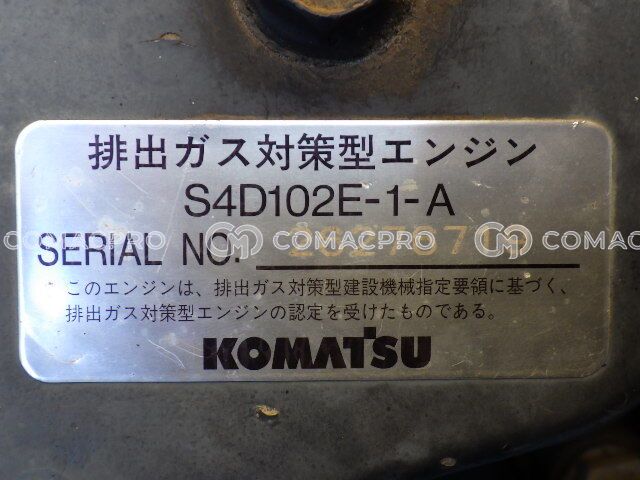 排出ガス対策型エンジン
S4D102E-1-A
SERIAL NO.
COMACPRO COMACPRO COMACPRO
このエンジンは、排出ガス対策型建設機械指定要領に基づく、
排出ガス対策型エンジンの認定を受けたものである。
KOMATSU